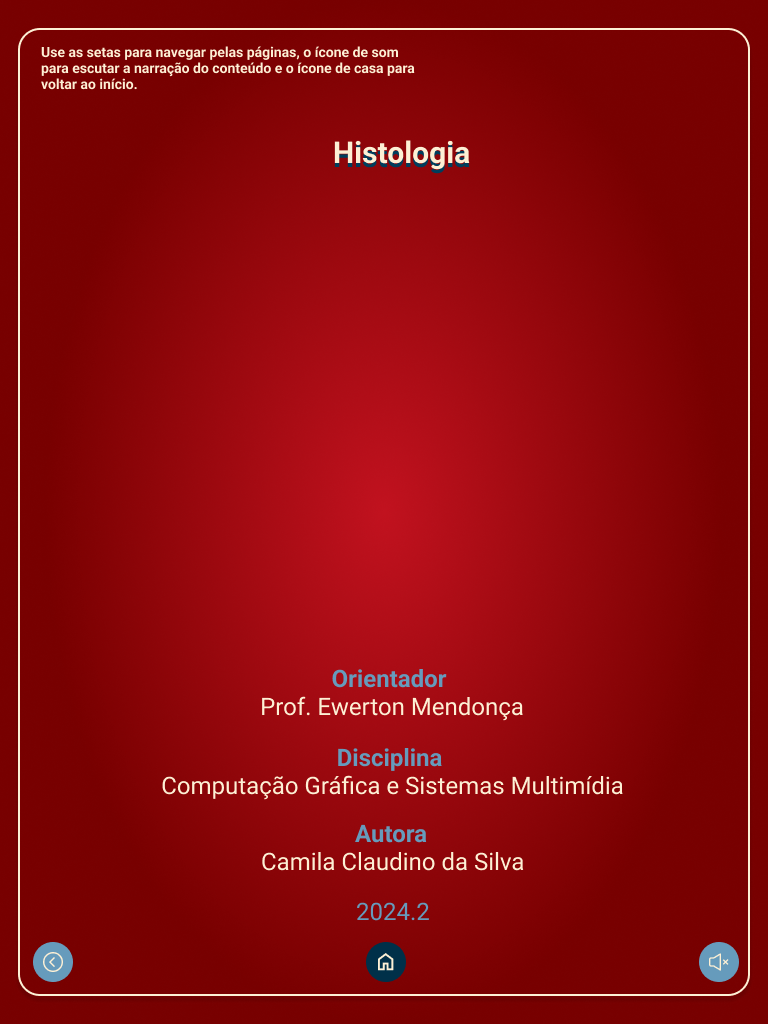 Use as setas para navegar pelas páginas, o ícone de som
para escutar a narração do conteúdo e o ícone de casa para
voltar ao início.
Histologia
Orientador
Prof. Ewerton Mendonça
Disciplina
Computação Gráfica e Sistemas Multimídia
Autora
Camila Claudino da Silva
2024.2